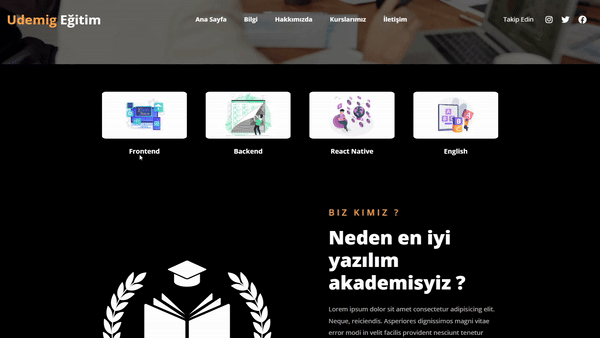 Udemig Eğitim
Ana Sayfa Bilgi Hakkımızda Kurslarımız İletişim
Takip Edin
Frontend Backend React Native English
BIZ KIMIZ ?
Neden en iyi
yazılım
akademisyiz ?
Lorem ipsum dolor sit amet consectetur adipisicing elit.
Neque, reiciendis. Asperiores dignissimos magni vitae
error modi in velit facilis provident nesciunt tenetur